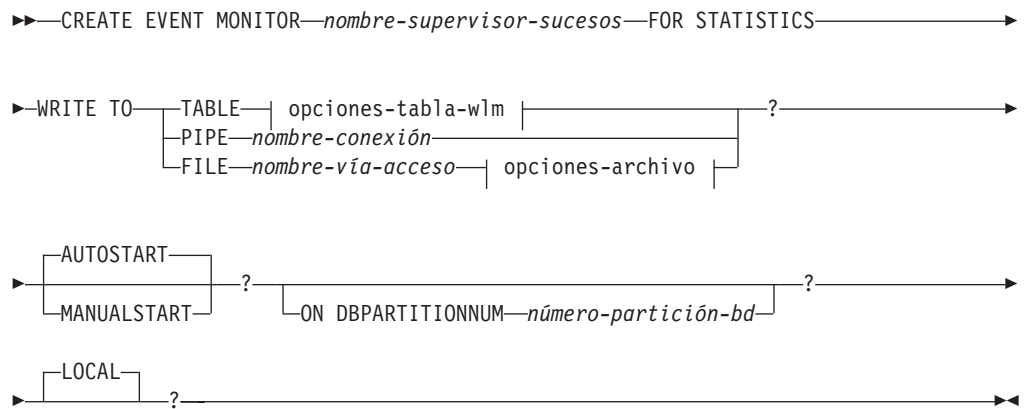 CREATE EVENT MONITOR nombre-supervisor-sucesos FOR STATISTICS
WRITE TO TABLE opciones-tabla-wlm ?
PIPE nombre-conexión
FILE nombre-vía-acceso opciones-archivo
AUTOSTART
? ?
MANUALSTART ON DBPARTITIONNUM número-partición-bd
LOCAL
?